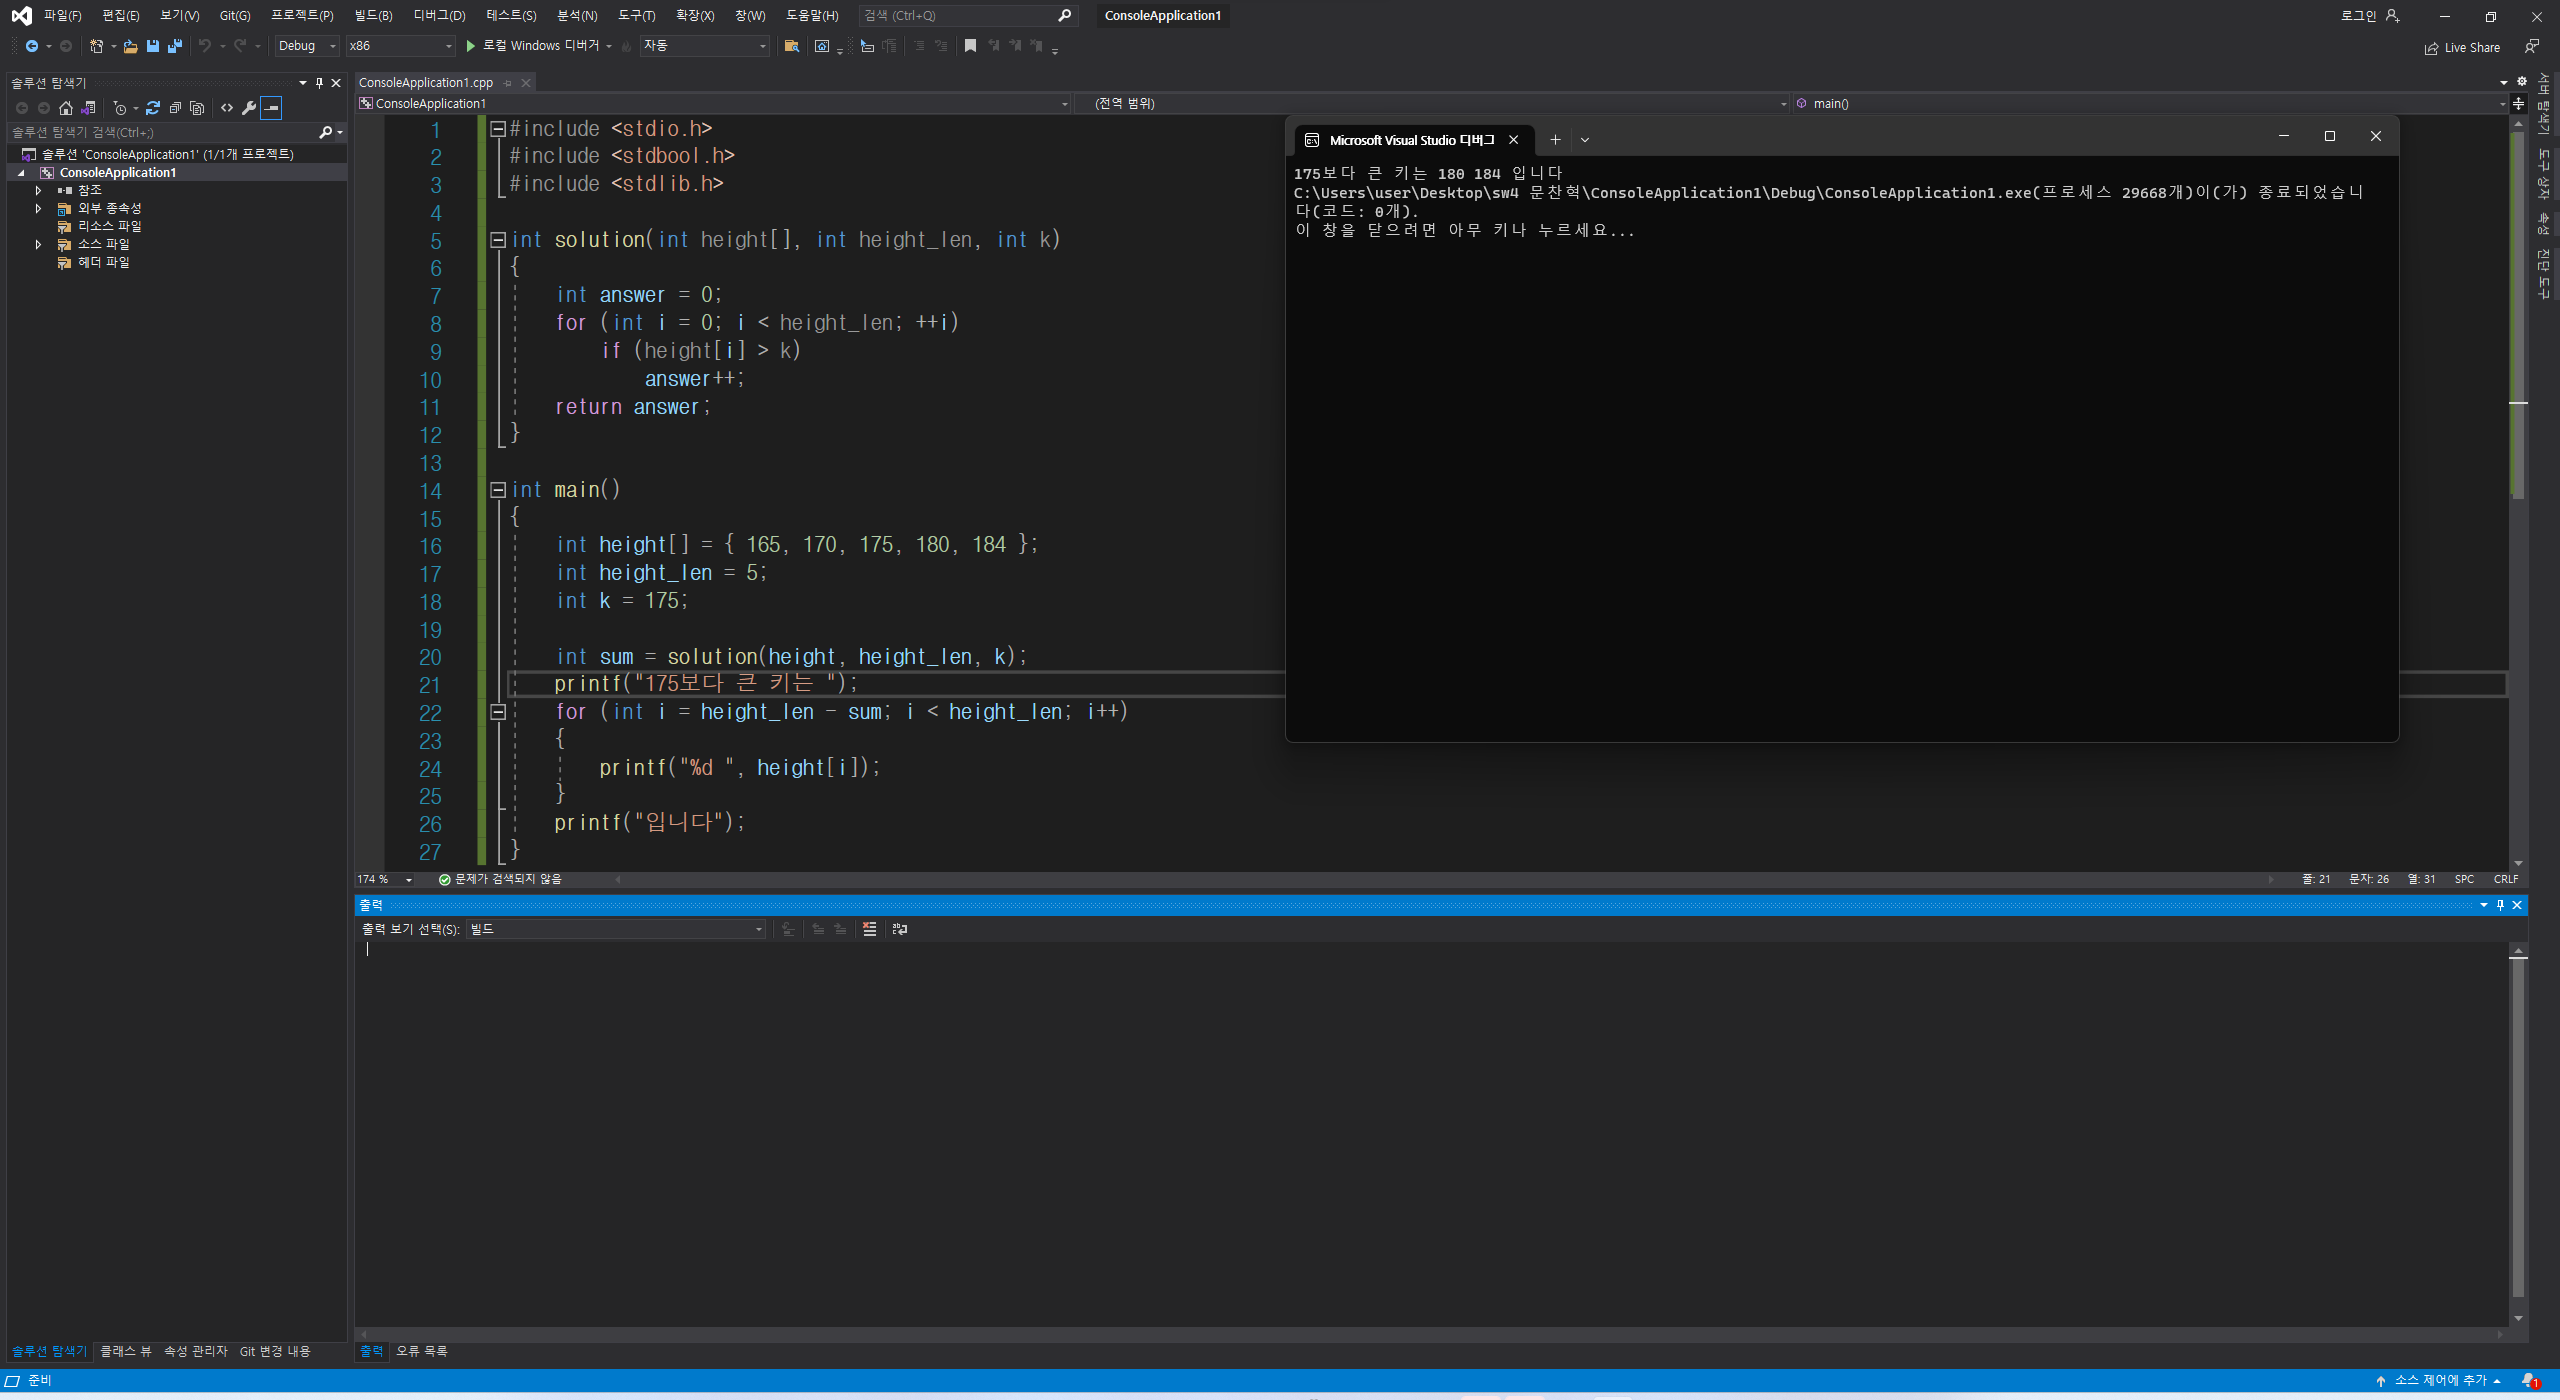 파일(F) 편집(E) 보기(V) Git(G) 프로젝트(P) 빌드(B) 디버그(D) 테스트(S) 분석(N) 도구(T) 확장(X) 창(W) 도움말(H) 검색 (Ctrl+Q) ConsoleApplication1 로그인
Debug x86 로컬 Windows 디버거 자동 Live Share
솔루션 탐색기
솔루션 탐색기 검색(Ctrl+;)
솔루션 'ConsoleApplication1' (1/1개 프로젝트)
ConsoleApplication1
참조
외부 종속성
리소스 파일
소스 파일
헤더 파일
ConsoleApplication1.cpp
ConsoleApplication1 (전역 범위) main()
1 #include <stdio.h>
2 #include <stdbool.h>
3 #include <stdlib.h>
4
5 int solution(int height[], int height_len, int k)
6 {
7 int answer = 0;
8 for (int i = 0; i < height_len; ++i)
9 if (height[i] > k)
10 answer++;
11 return answer;
12 }
13
14 int main()
15 {
16 int height[] = { 165, 170, 175, 180, 184 };
17 int height_len = 5;
18 int k = 175;
19
20 int sum = solution(height, height_len, k);
21 printf("175보다 큰 키는 ");
22 for (int i = height_len - sum; i < height_len; i++)
23 {
24 printf("%d ", height[i]);
25 }
26 printf("입니다");
27 }
Microsoft Visual Studio 디버그
175보다 큰 키는 180 184 입니다
C:\Users\user\Desktop\sw4 문찬혁\ConsoleApplication1\Debug\ConsoleApplication1.exe(프로세스 29668개)이(가) 종료되었습니
다(코드: 0개).
이 창을 닫으려면 아무 키나 누르세요...
서버 탐색기
도구 상자
속성
진단 도구
174 % 문제가 검색되지 않음 줄: 21 문자: 26 열: 31 SPC CRLF
출력
출력 보기 선택(S): 빌드
솔루션 탐색기 클래스 뷰 속성 관리자 Git 변경 내용 출력 오류 목록
준비 소스 제어에 추가 1